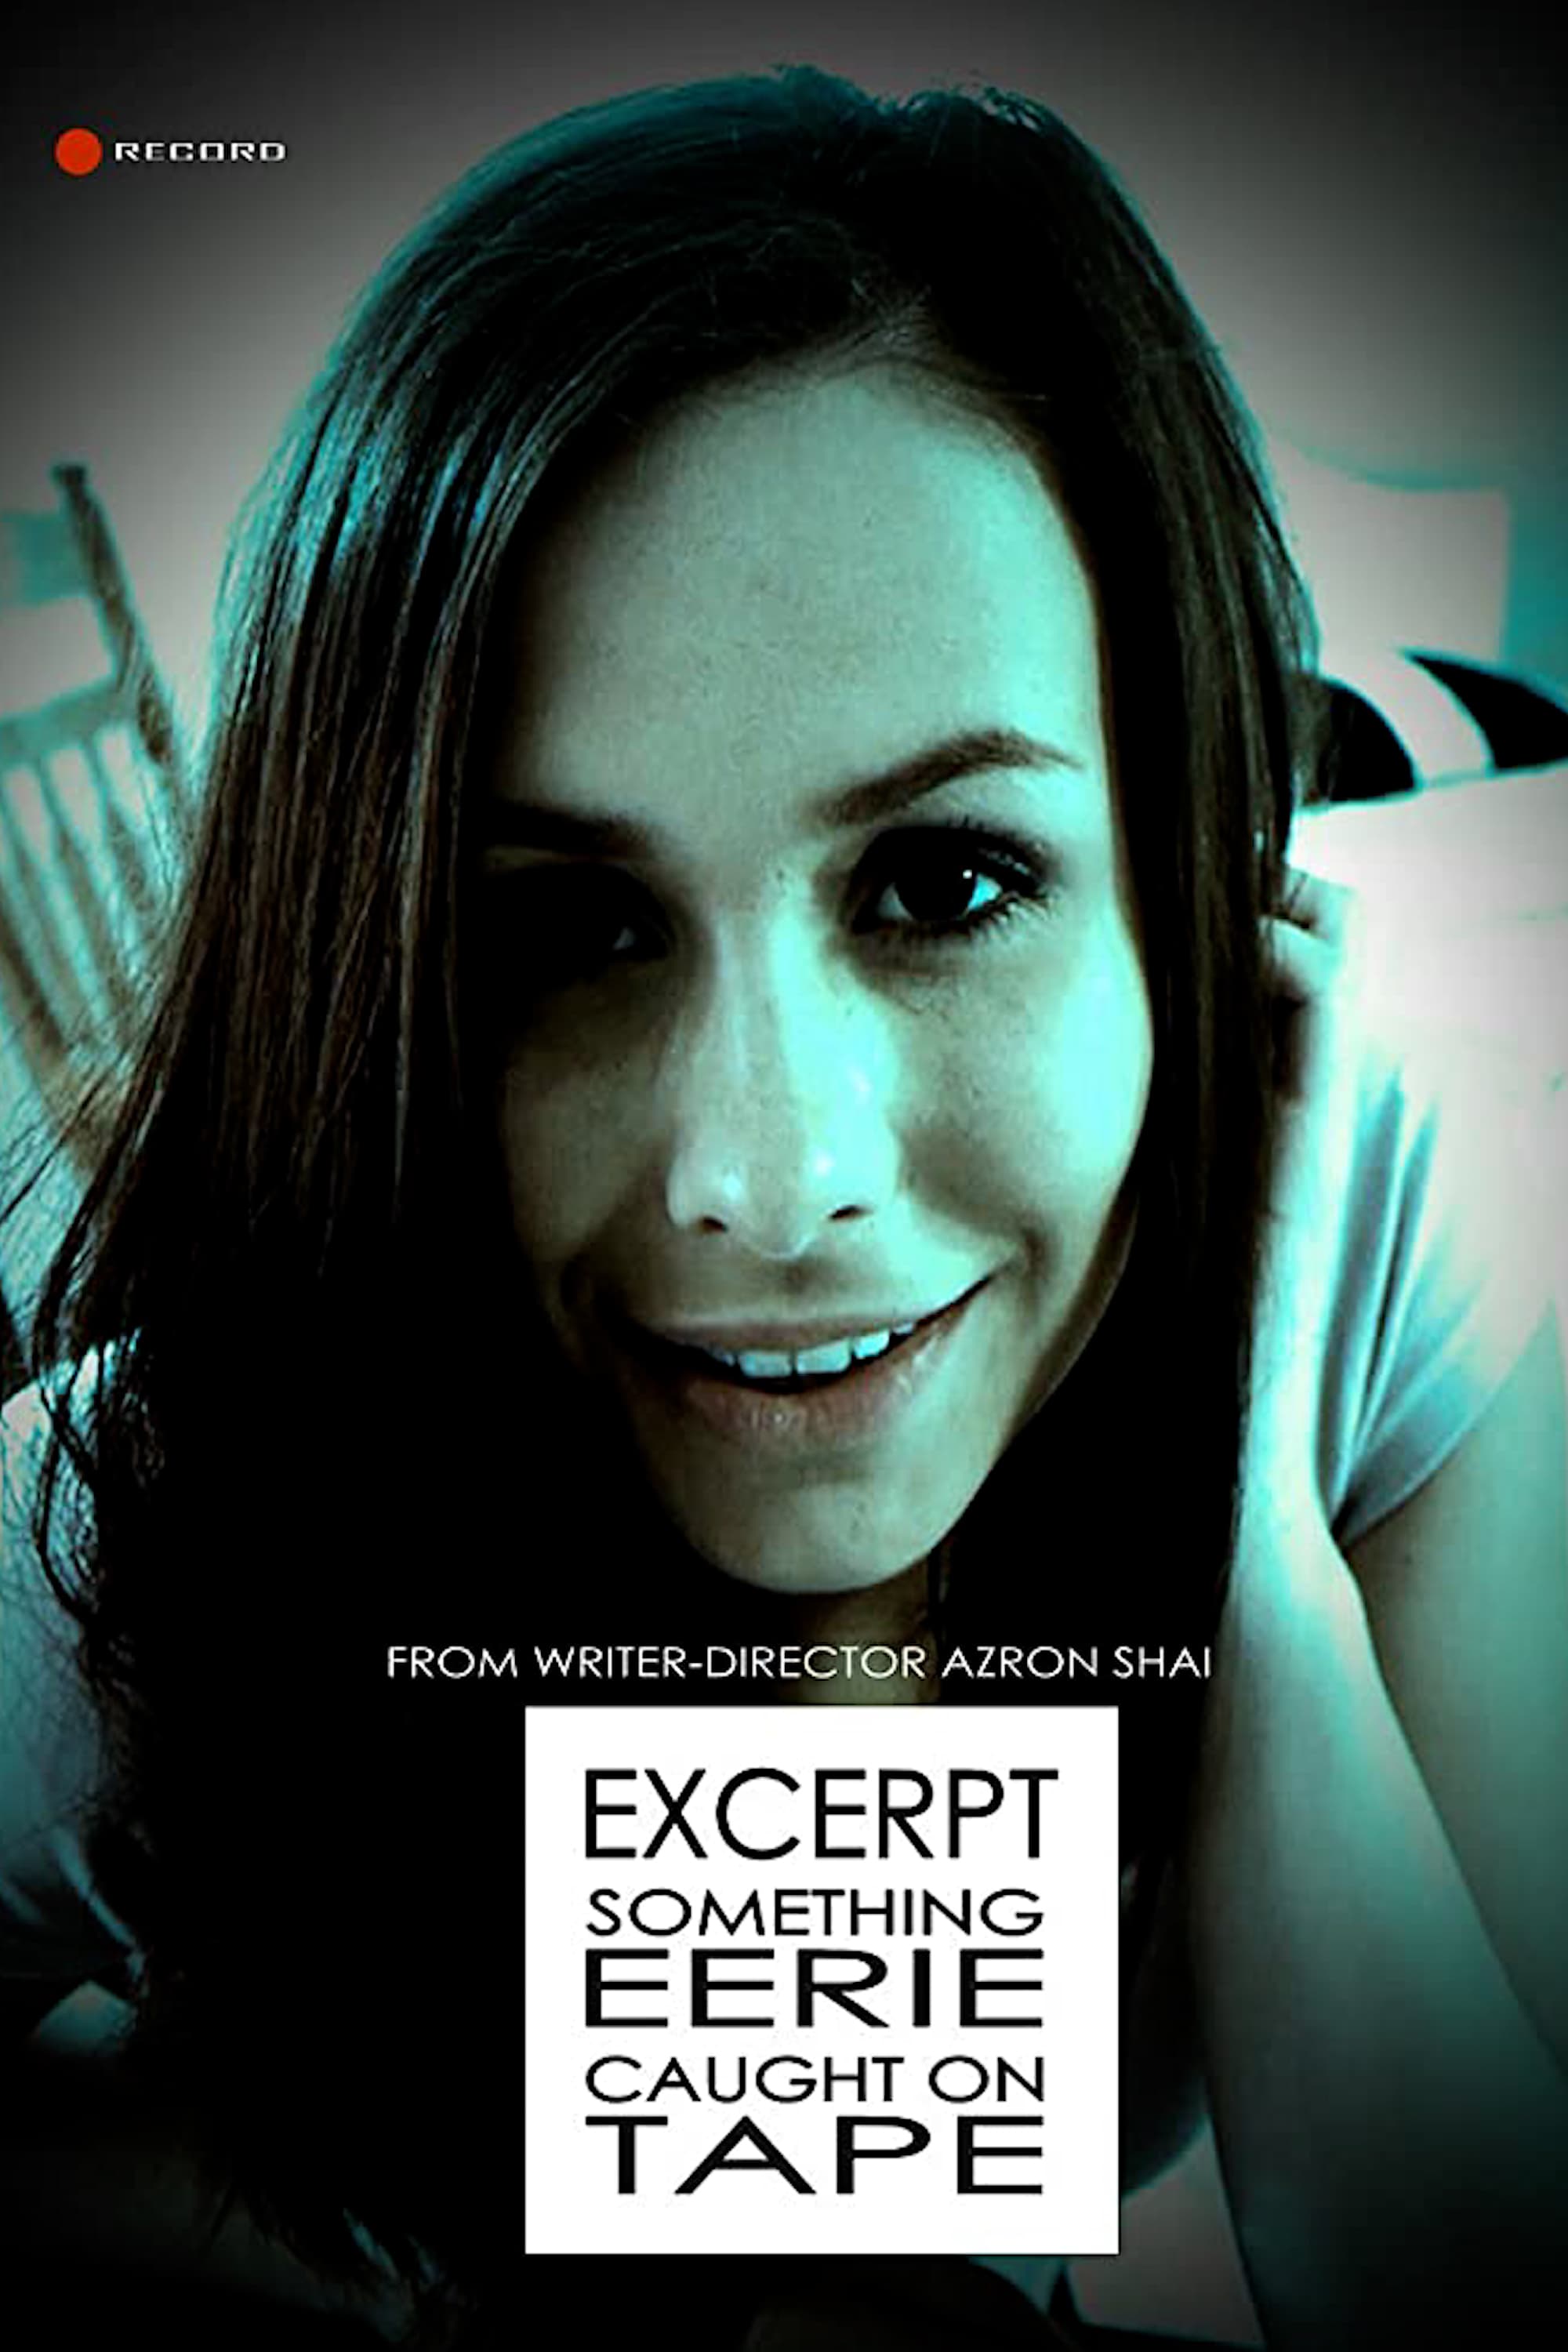 RECORD
FROM WRITER-DIRECTOR AZRON SHAI
EXCERPT
SOMETHING
EERIE
CAUGHT ON
TAPE